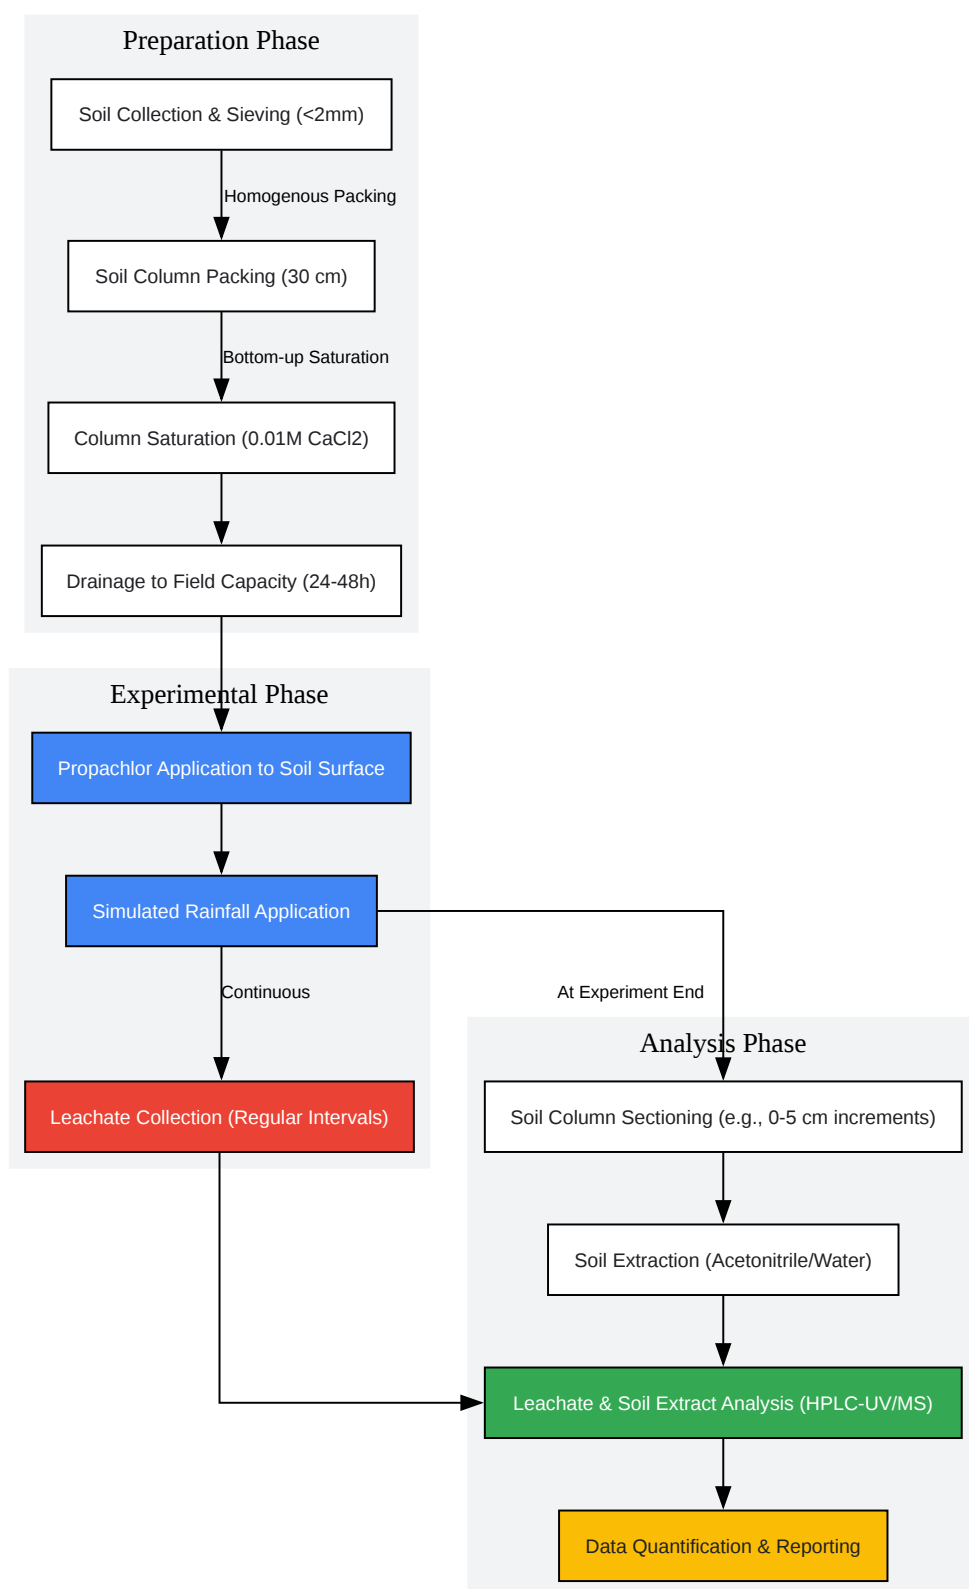 Preparation Phase
Soil Collection & Sieving (<2mm)
Homogenous Packing
Soil Column Packing (30 cm)
Bottom-up Saturation
Column Saturation (0.01M CaCl2)
Drainage to Field Capacity (24-48h)
Experimental Phase
Propachlor Application to Soil Surface
Simulated Rainfall Application
Continuous
At Experiment End
Leachate Collection (Regular Intervals)
Analysis Phase
Soil Column Sectioning (e.g., 0-5 cm increments)
Soil Extraction (Acetonitrile/Water)
Leachate & Soil Extract Analysis (HPLC-UV/MS)
Data Quantification & Reporting